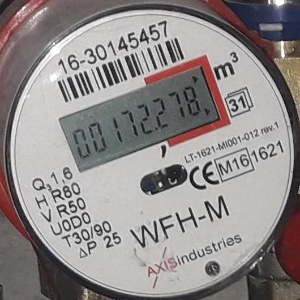 16-30145457
m³
00172.278
31
LT-1621-MI001-012 rev.1
CE M16 1621
Q₃ 1.6
H R80
V R50
U0D0
T30/90
ΔP 25
WFH-M
AXISindustries